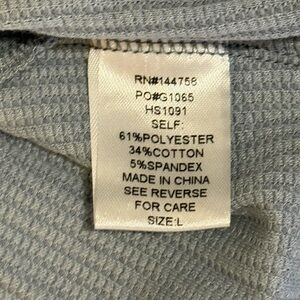 RN#144758
PO#G1065
HS1091
SELF:
61%POLYESTER
34%COTTON
5%SPANDEX
MADE IN CHINA
SEE REVERSE
FOR CARE
SIZE:L